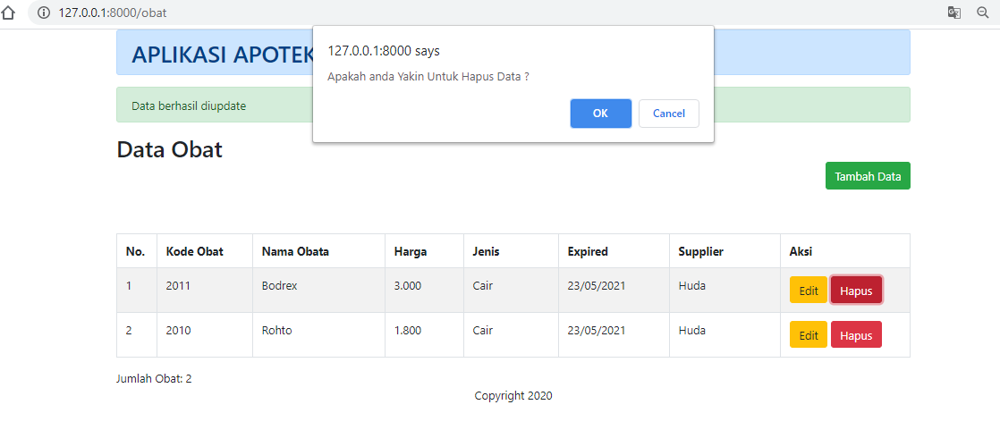 127.0.0.1:8000/obat
127.0.0.1:8000 says
Apakah anda Yakin Untuk Hapus Data ?
OK Cancel
APLIKASI APOTEK
Data berhasil diupdate
Data Obat
Tambah Data
No. Kode Obat Nama Obata Harga Jenis Expired Supplier Aksi
1 2011 Bodrex 3.000 Cair 23/05/2021 Huda Edit Hapus
2 2010 Rohto 1.800 Cair 23/05/2021 Huda Edit Hapus
Jumlah Obat: 2
Copyright 2020